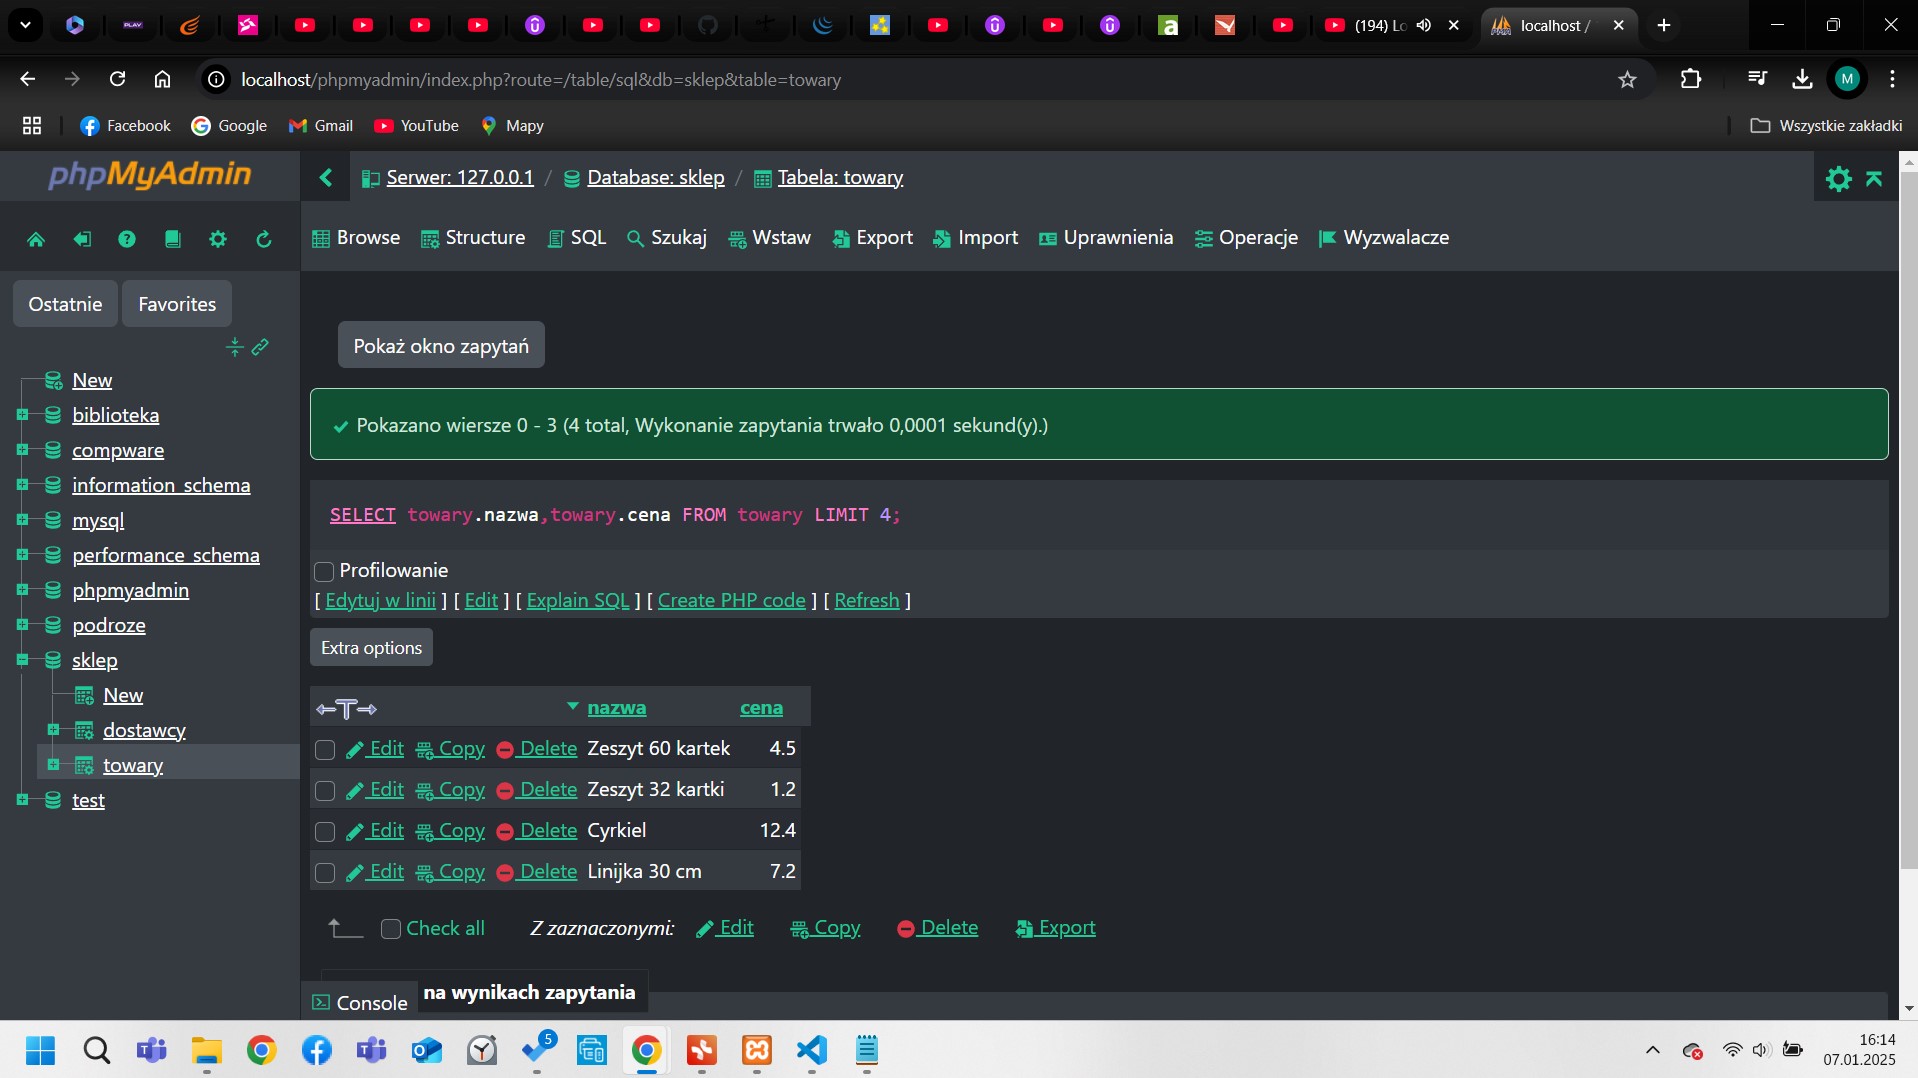 PLAY
(194) Lo
localhost /
localhost/phpmyadmin/index.php?route=/table/sql&db=sklep&table=towary
M
Facebook
Google
Gmail
YouTube
Mapy
Wszystkie zakładki
phpMyAdmin
Serwer: 127.0.0.1 / Database: sklep / Tabela: towary
Browse
Structure
SQL
Szukaj
Wstaw
Export
Import
Uprawnienia
Operacje
Wyzwalacze
Ostatnie
Favorites
New
biblioteka
compware
information_schema
mysql
performance_schema
phpmyadmin
podroze
sklep
New
dostawcy
towary
test
Pokaż okno zapytań
Pokazano wiersze 0 - 3 (4 total, Wykonanie zapytania trwało 0,0001 sekund(y).)
SELECT towary.nazwa,towary.cena FROM towary LIMIT 4;
Profilowanie
[ Edytuj w linii ] [ Edit ] [ Explain SQL ] [ Create PHP code ] [ Refresh ]
Extra options
←T→ nazwa cena
Edit Copy Delete Zeszyt 60 kartek 4.5
Edit Copy Delete Zeszyt 32 kartki 1.2
Edit Copy Delete Cyrkiel 12.4
Edit Copy Delete Linijka 30 cm 7.2
Check all Z zaznaczonymi: Edit Copy Delete Export
na wynikach zapytania
Console
5
16:14
07.01.2025